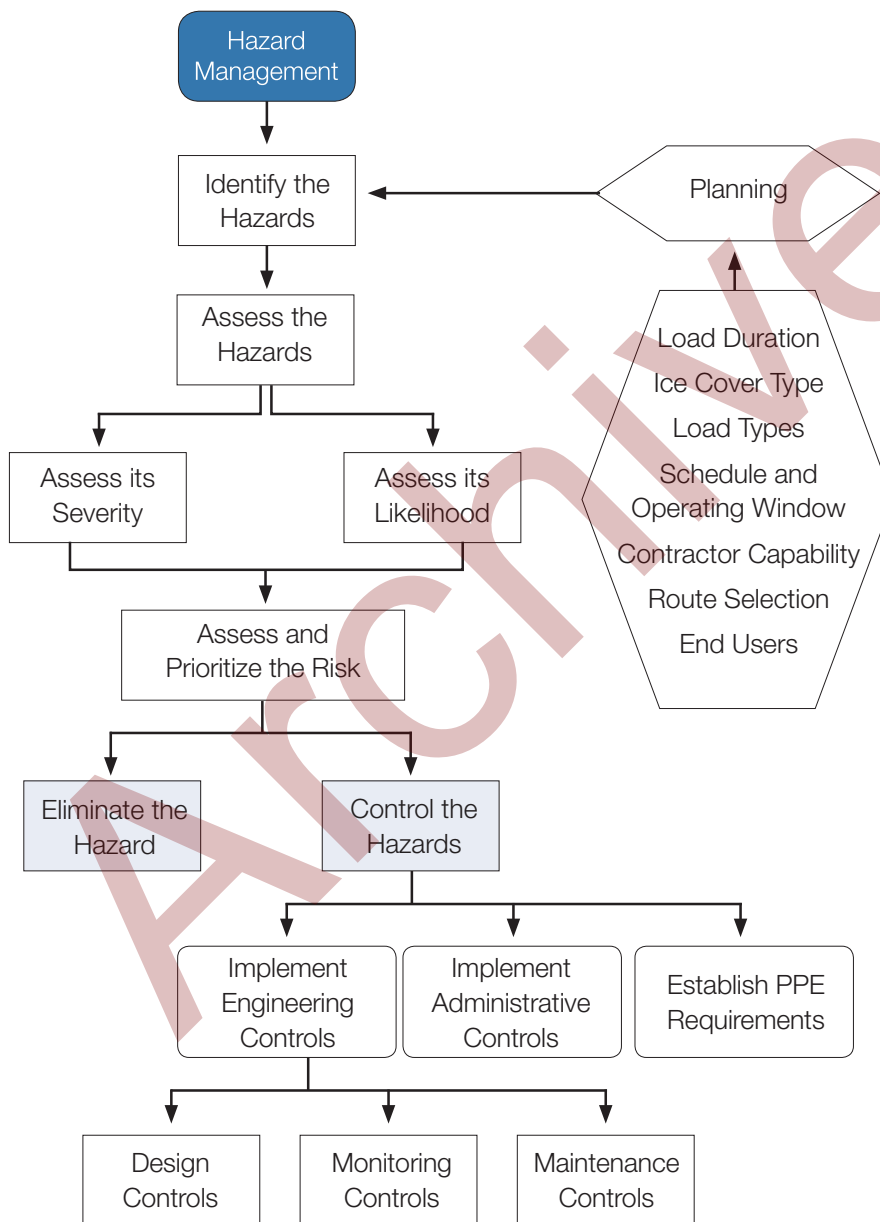 Hazard
Management
Identify the
Hazards
Planning
Assess the
Hazards
Load Duration
Ice Cover Type
Load Types
Schedule and
Operating Window
Contractor Capability
Route Selection
End Users
Assess its
Severity
Assess its
Likelihood
Assess and
Prioritize the Risk
Eliminate the
Hazard
Control the
Hazards
Implement
Engineering
Controls
Implement
Administrative
Controls
Establish PPE
Requirements
Design
Controls
Monitoring
Controls
Maintenance
Controls
Archive